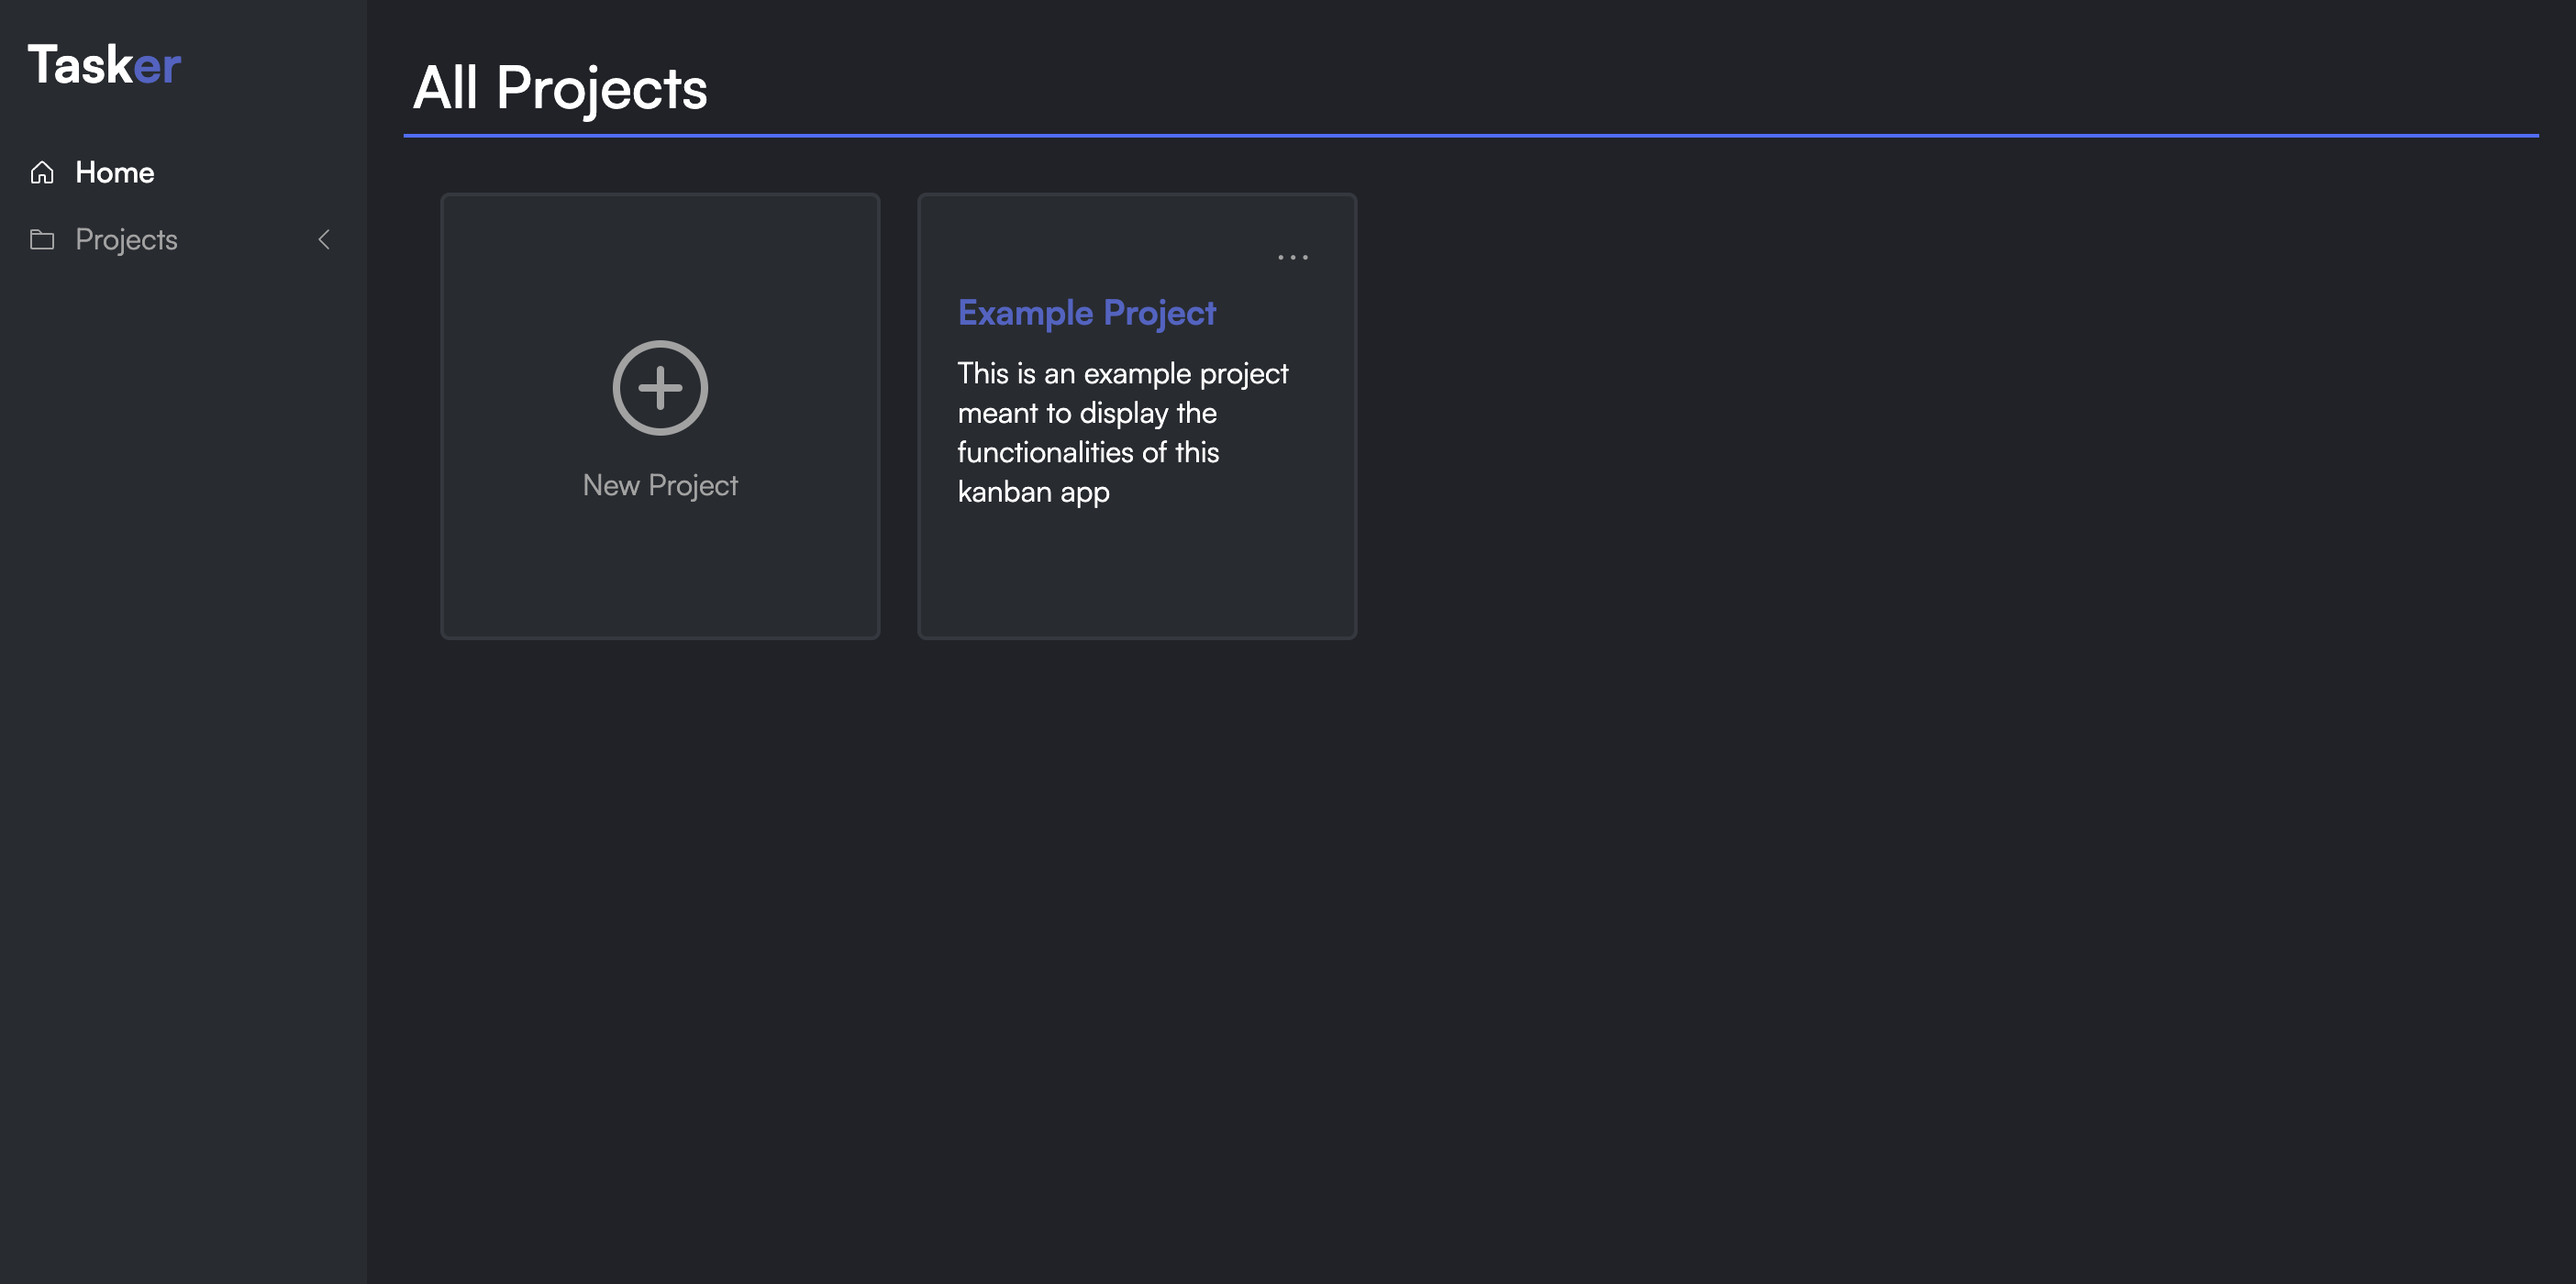 Tasker
Home
Projects
All Projects
New Project
Example Project
This is an example project
meant to display the
functionalities of this
kanban app